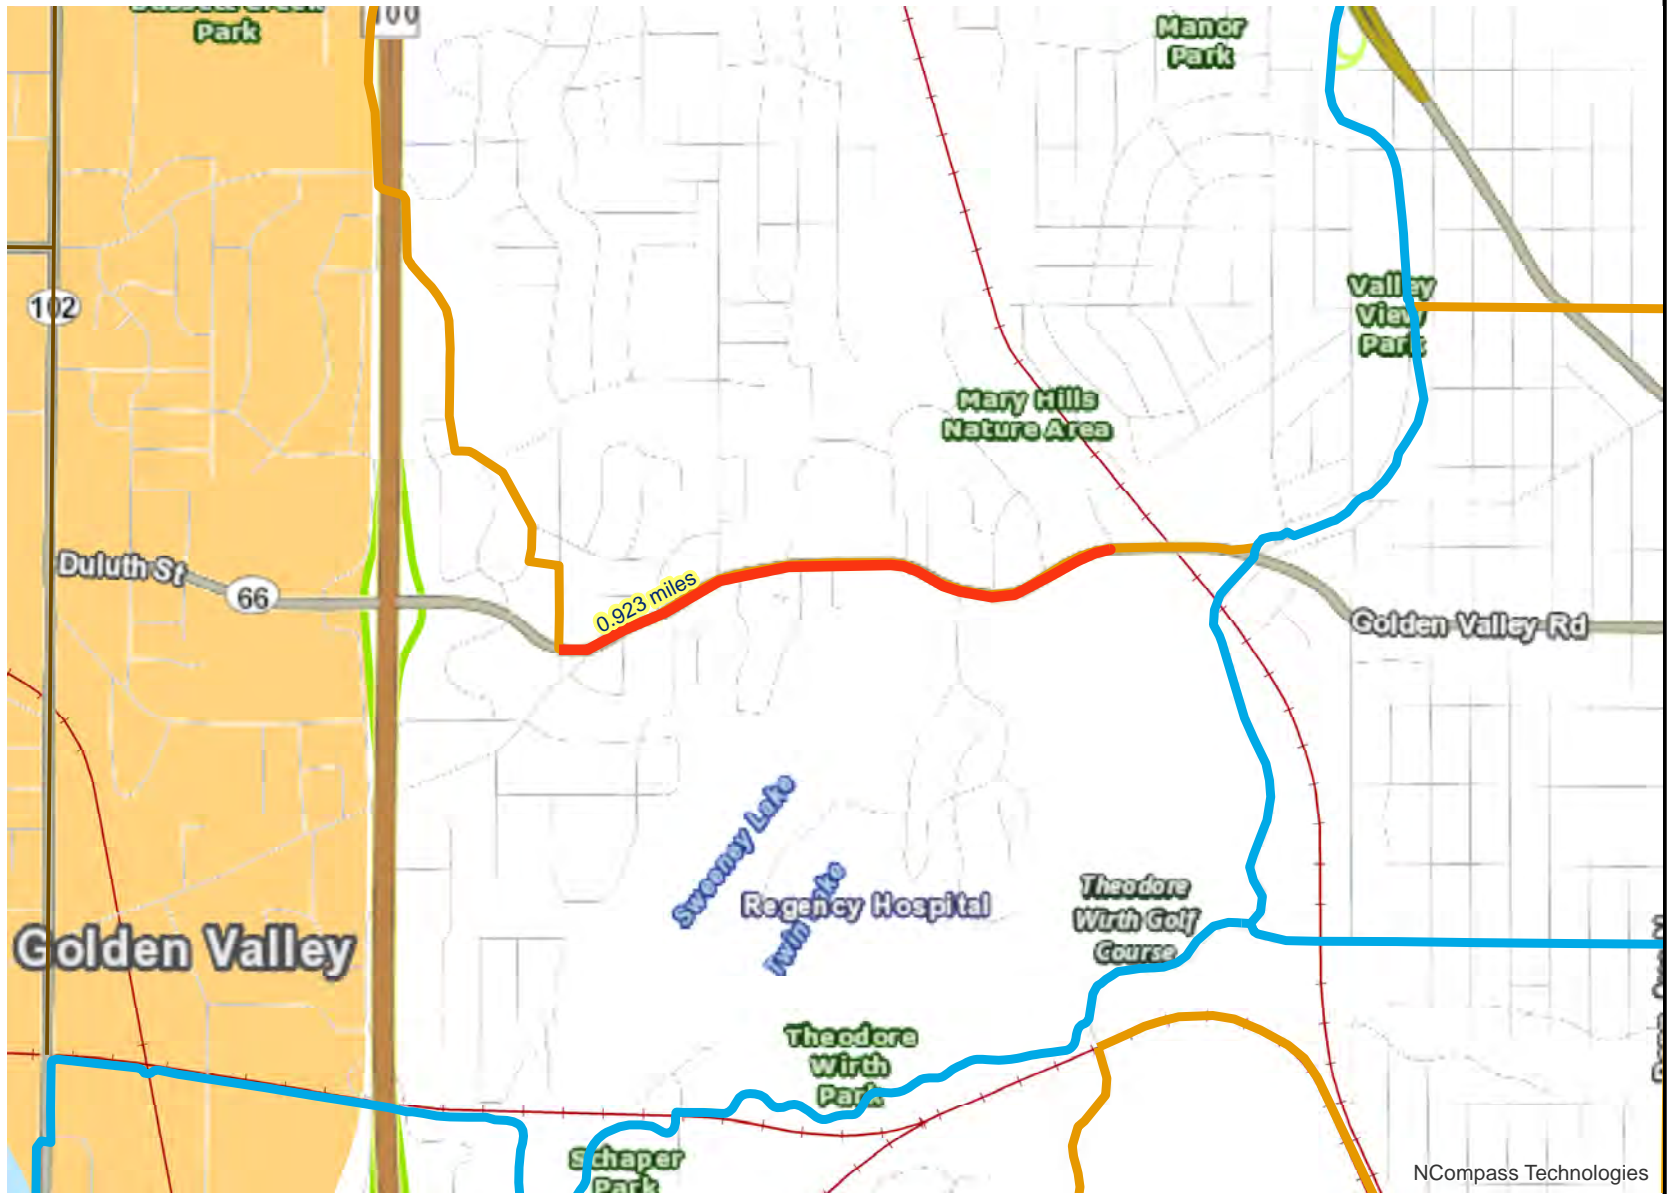 Park
100
Manor
Park
102
Valley
View
Park
Mary Hills
Nature Area
Duluth St
66
0.923 miles
Golden Valley Rd
Sweeney Lake
Twin Lake
Regency Hospital
Theodore
Wirth Golf
Course
Golden Valley
Theodore
Wirth
Park
Schaper
Park
NCompass Technologies